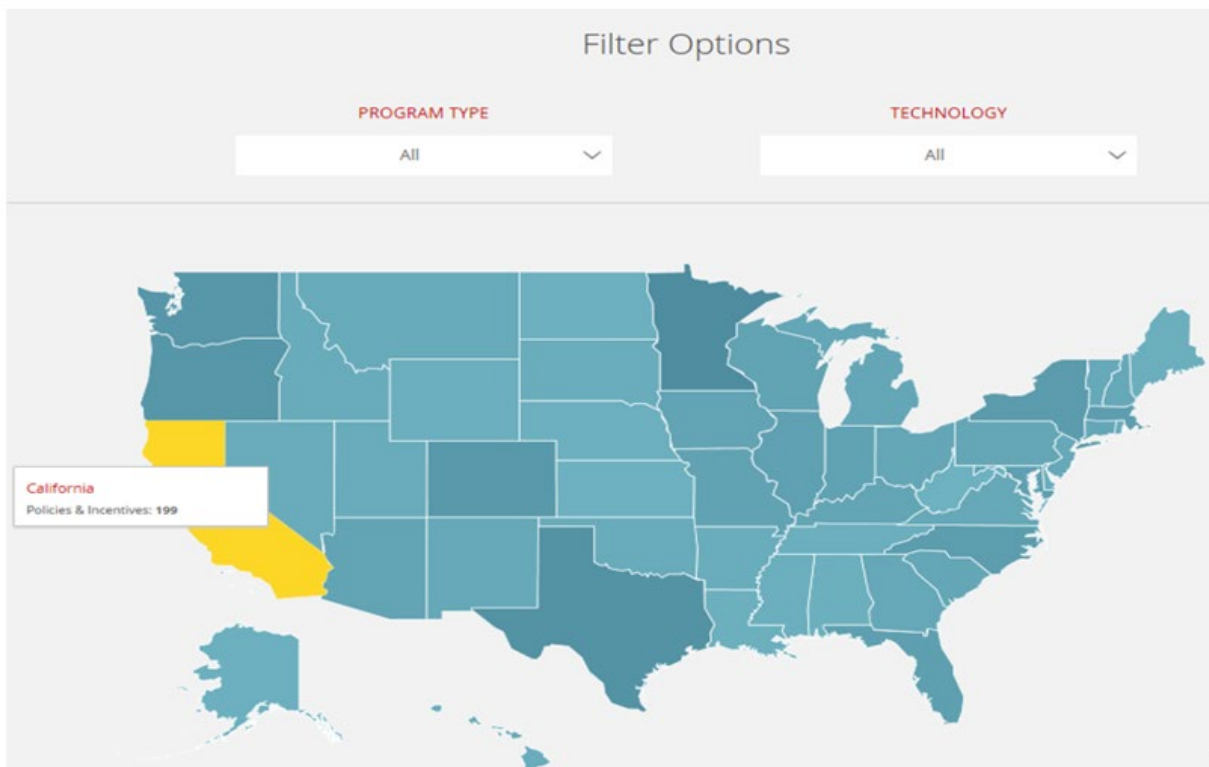 Filter Options
PROGRAM TYPE
TECHNOLOGY
All
All
California
Policies & Incentives: 199